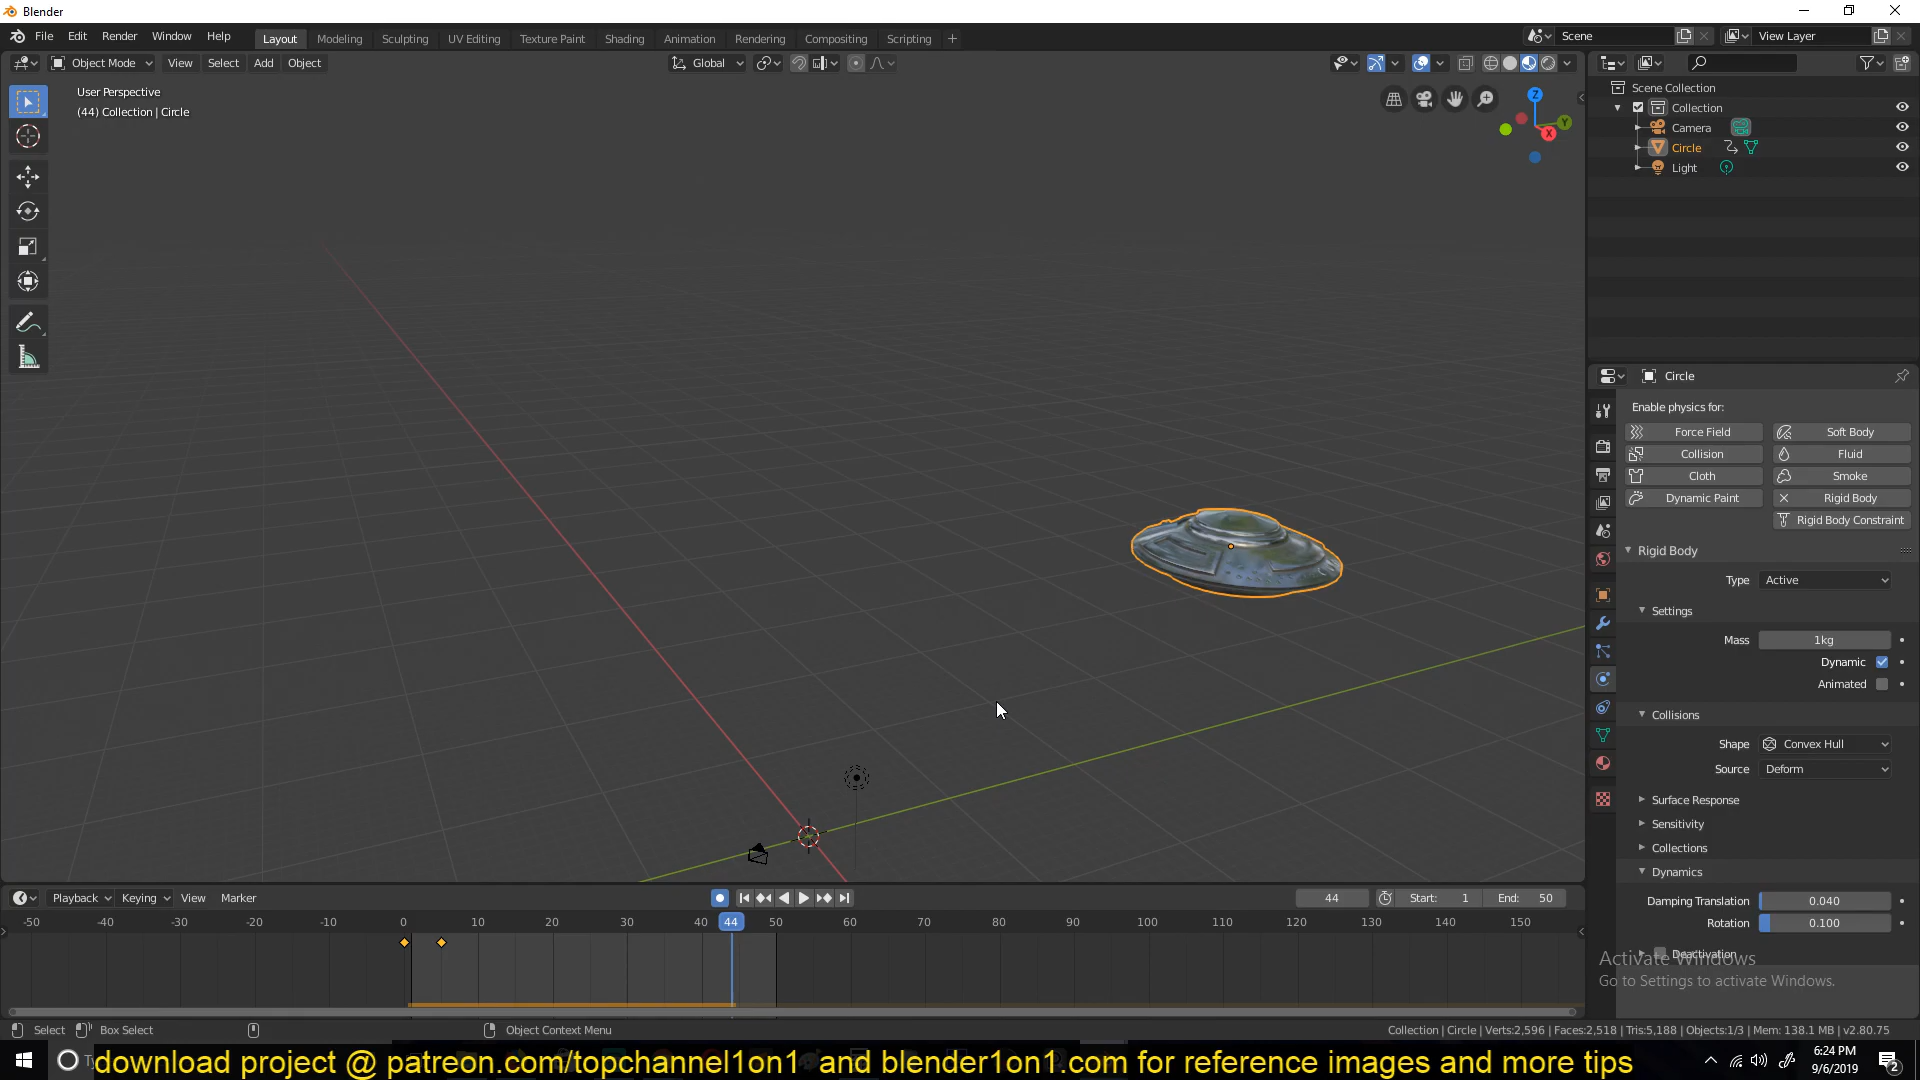 Blender
File Edit Render Window Help Layout Modeling Sculpting UV Editing Texture Paint Shading Animation Rendering Compositing Scripting + Scene View Layer
Object Mode View Select Add Object Global
User Perspective
(44) Collection | Circle
Z
Y
X
Scene Collection
Collection
Camera
Circle
Light
Circle
Enable physics for:
Force Field Soft Body
Collision Fluid
Cloth Smoke
Dynamic Paint Rigid Body
Rigid Body Constraint
Rigid Body
Type Active
Settings
Mass 1kg
Dynamic
Animated
Collisions
Shape Convex Hull
Source Deform
Surface Response
Sensitivity
Collections
Dynamics
Damping Translation 0.040
Rotation 0.100
Deactivation
Activate Windows
Go to Settings to activate Windows.
Playback Keying View Marker 44 Start: 1 End: 50
-50 -40 -30 -20 -10 0 10 20 30 40 44 50 60 70 80 90 100 110 120 130 140 150
Select Box Select Object Context Menu Collection | Circle | Verts:2,596 | Faces:2,518 | Tris:5,188 | Objects:1/3 | Mem: 138.1 MB | v2.80.75
download project @ patreon.com/topchannel1on1 and blender1on1.com for reference images and more tips
6:24 PM
9/6/2019
2